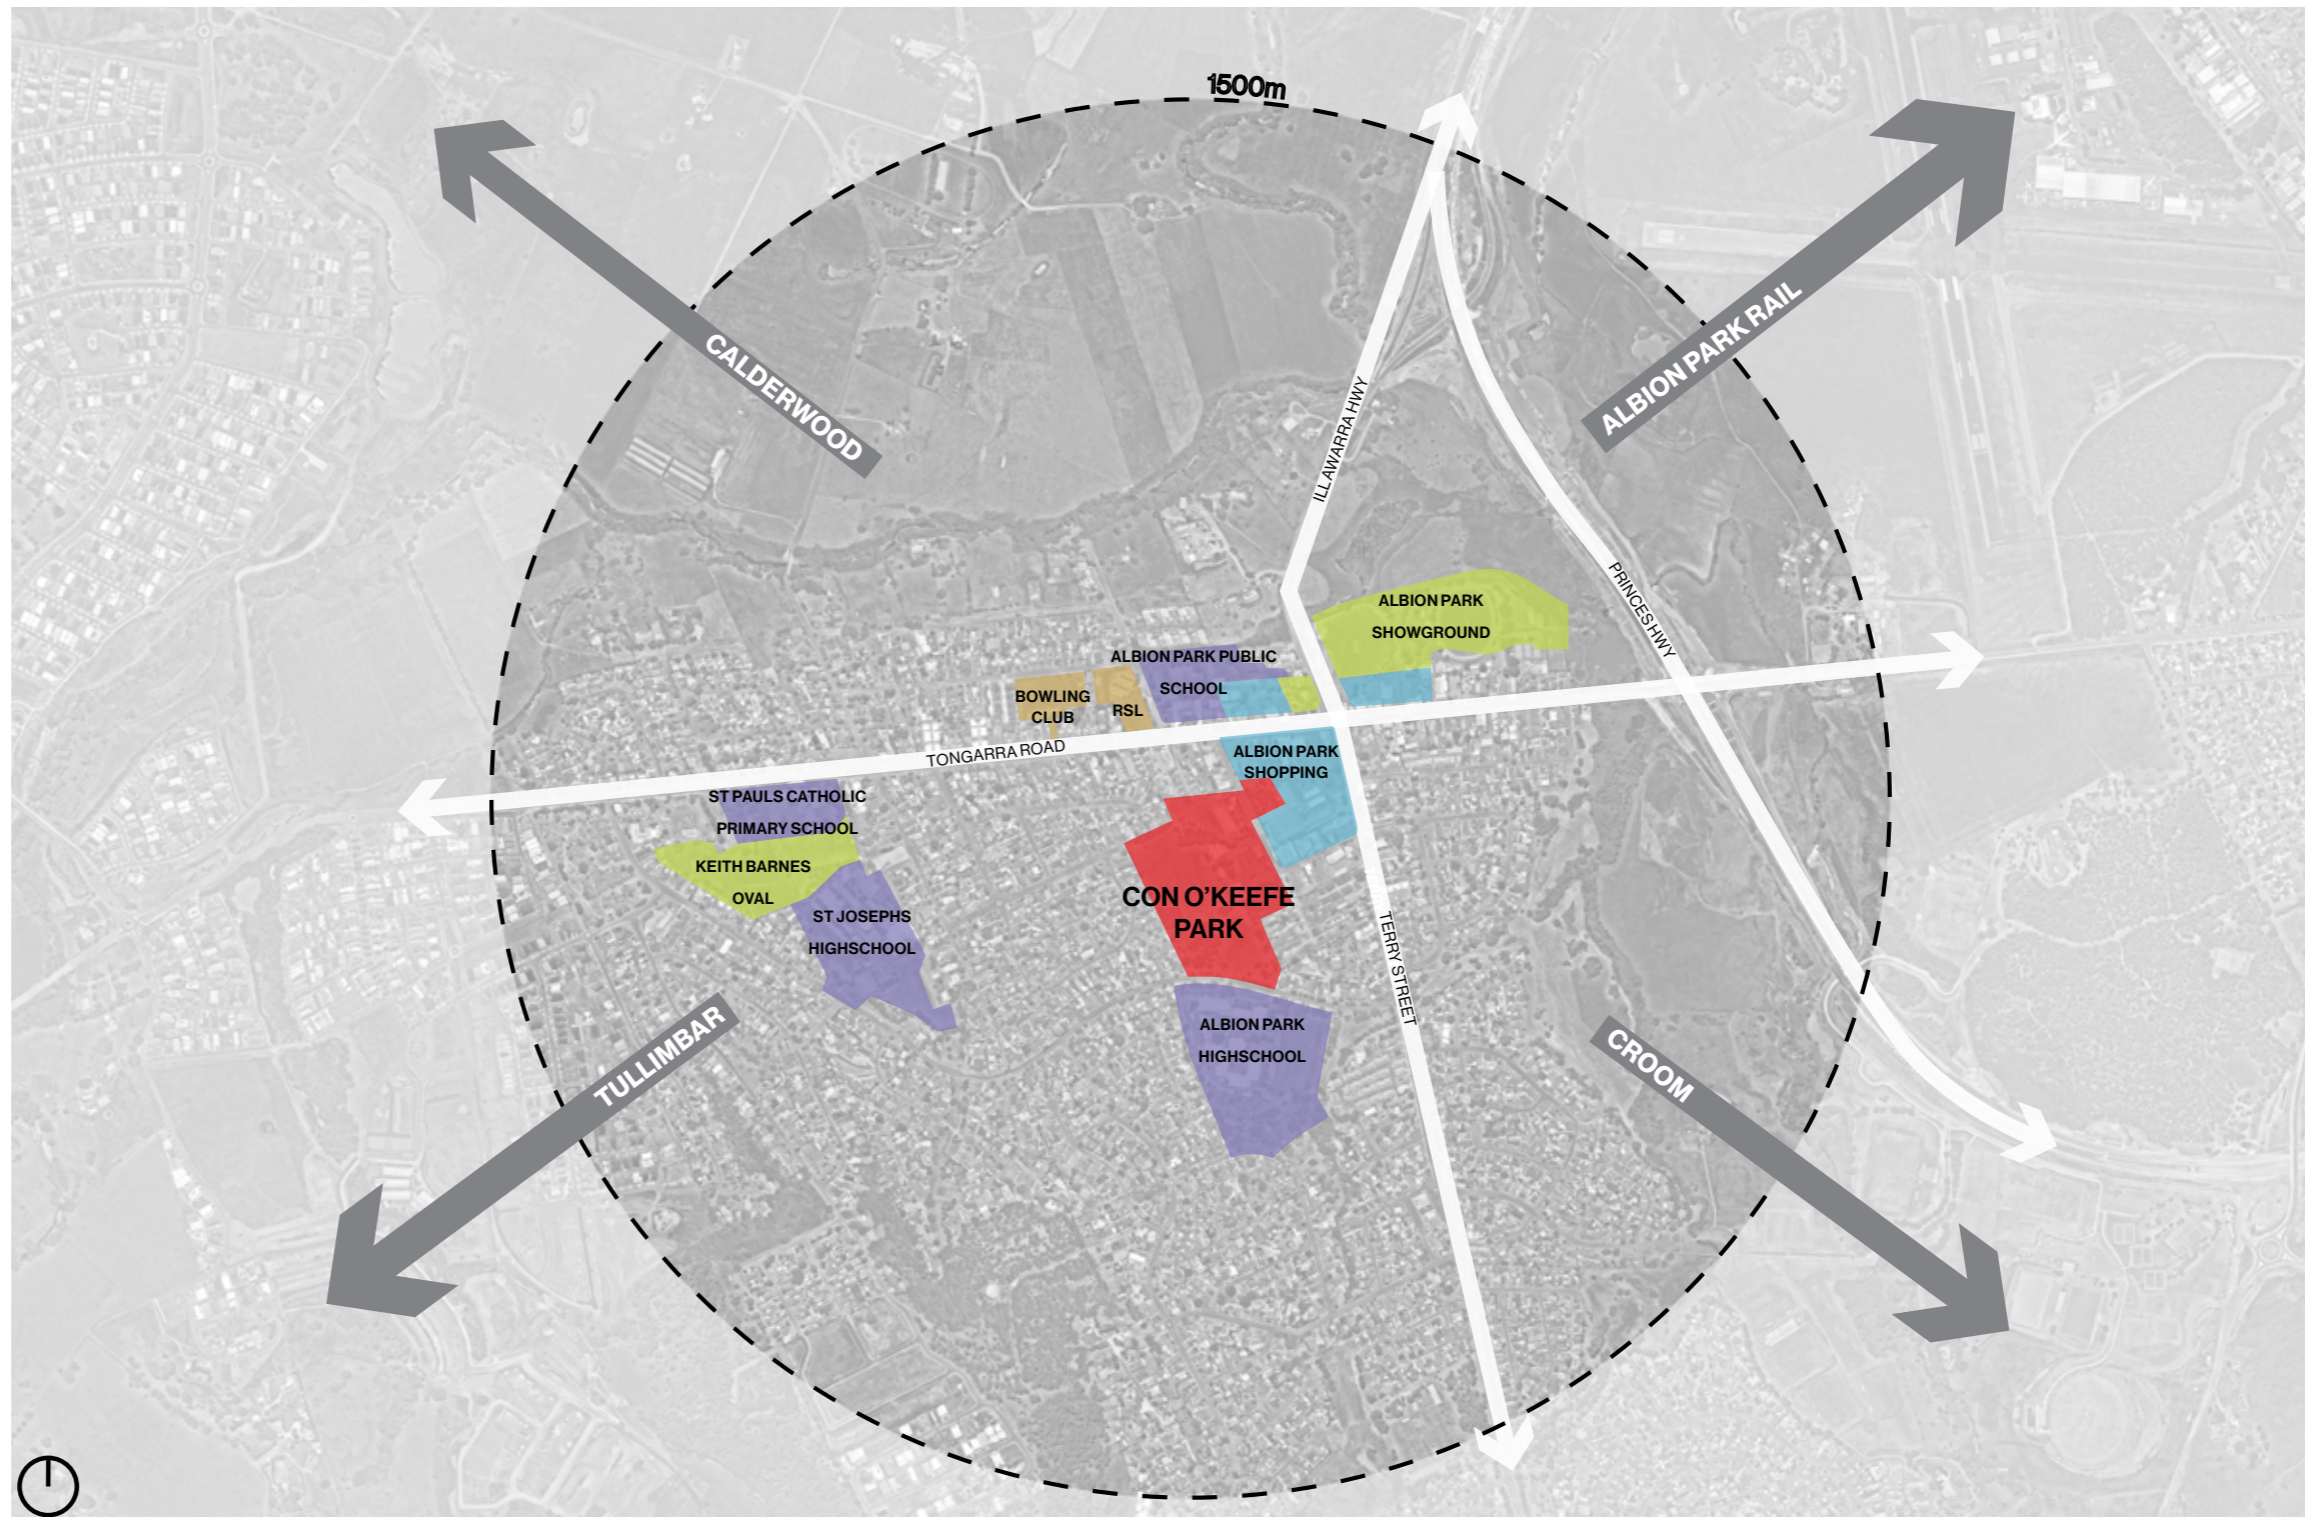 1500m
CALDERWOOD
ALBION PARK RAIL
ILLAWARRA HWY
PRINCES HWY
ALBION PARK
SHOWGROUND
ALBION PARK PUBLIC
SCHOOL
BOWLING
CLUB
RSL
TONGARRA ROAD
ALBION PARK
SHOPPING
ST PAULS CATHOLIC
PRIMARY SCHOOL
KEITH BARNES
OVAL
ST JOSEPHS
HIGHSCHOOL
CON O'KEEFE
PARK
TERRY STREET
ALBION PARK
HIGHSCHOOL
TULLIMBAR
CROOM